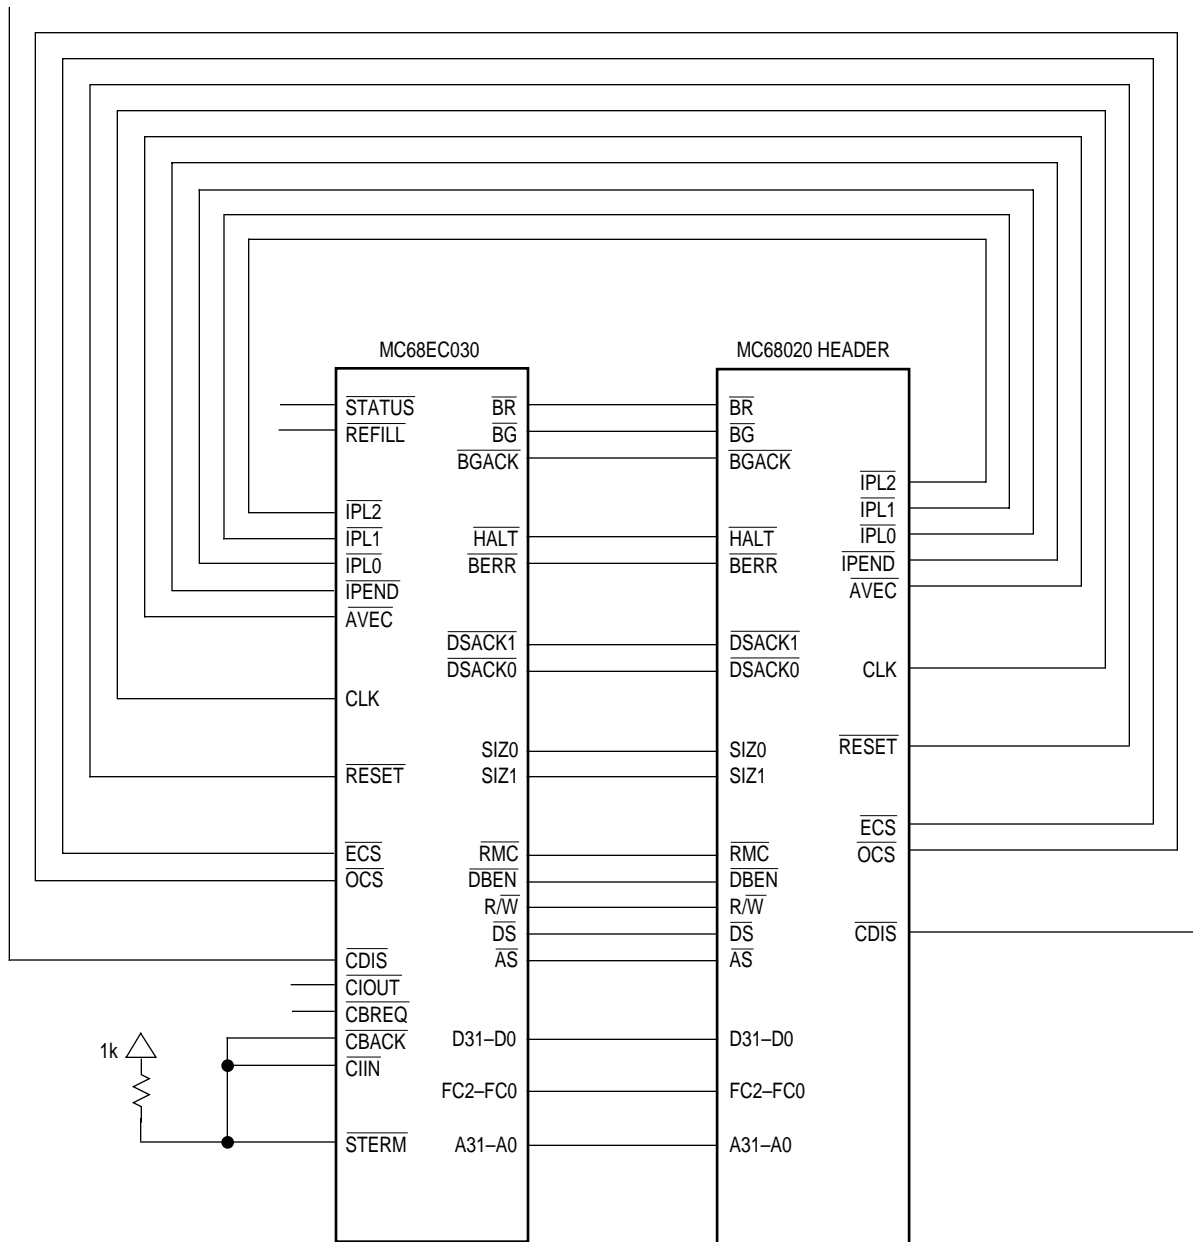 MC68EC030
MC68020 HEADER
STATUS
REFILL
IPL2
IPL1
IPL0
IPEND
AVEC
CLK
RESET
ECS
OCS
CDIS
CIOUT
CBREQ
CBACK
CIIN
STERM
1k
BR
BG
BGACK
HALT
BERR
DSACK1
DSACK0
SIZ0
SIZ1
RMC
DBEN
R/W
DS
AS
D31–D0
FC2–FC0
A31–A0
BR
BG
BGACK
HALT
BERR
DSACK1
DSACK0
SIZ0
SIZ1
RMC
DBEN
R/W
DS
AS
D31–D0
FC2–FC0
A31–A0
IPL2
IPL1
IPL0
IPEND
AVEC
CLK
RESET
ECS
OCS
CDIS